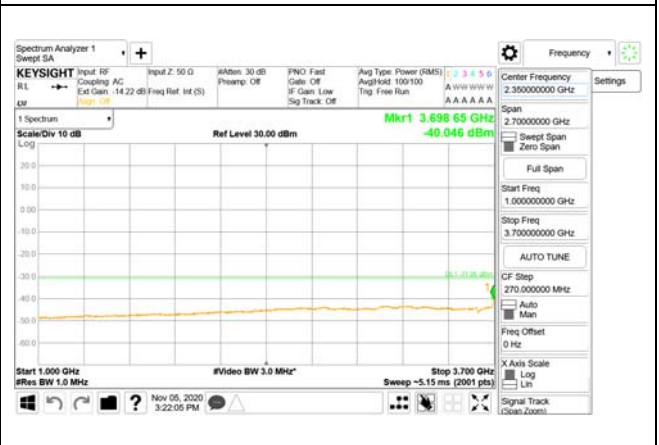 Spectrum Analyzer 1
Swept SA
+
Frequency
KEYSIGHT
Input: RF
Coupling: AC
Ext Gain: -14.22 dB
Align: Off
Input Z: 50 Ω
Freq Ref: Int (S)
#Atten: 30 dB
Preamp: Off
PNO: Fast
Gate: Off
IF Gain: Low
Sig Track: Off
Avg Type: Power (RMS)
Avg|Hold: 100/100
Trig: Free Run
1 2 3 4 5 6
A W W W W W
A A A A A A
RL
1 Spectrum
Scale/Div 10 dB
Ref Level 30.00 dBm
Mkr1 3.698 65 GHz
-40.046 dBm
Log
20.0
10.0
0.00
-10.0
-20.0
-30.0
-40.0
-50.0
-60.0
1
Start 1.000 GHz
#Res BW 1.0 MHz
#Video BW 3.0 MHz*
Stop 3.700 GHz
Sweep ~5.15 ms (2001 pts)
Nov 05, 2020
3:22:05 PM
?
Center Frequency
2.350000000 GHz
Settings
Span
2.70000000 GHz
Swept Span
Zero Span
Full Span
Start Freq
1.000000000 GHz
Stop Freq
3.700000000 GHz
AUTO TUNE
CF Step
270.000000 MHz
Auto
Man
Freq Offset
0 Hz
X Axis Scale
Log
Lin
Signal Track
(Span Zoom)